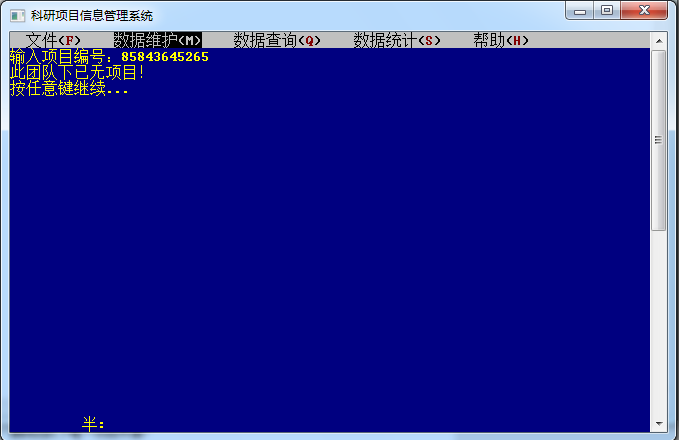 科研项目信息管理系统
文件(F) 数据维护(M) 数据查询(Q) 数据统计(S) 帮助(H)
输入项目编号：85843645265
此团队下已无项目!
按任意键继续...
半: